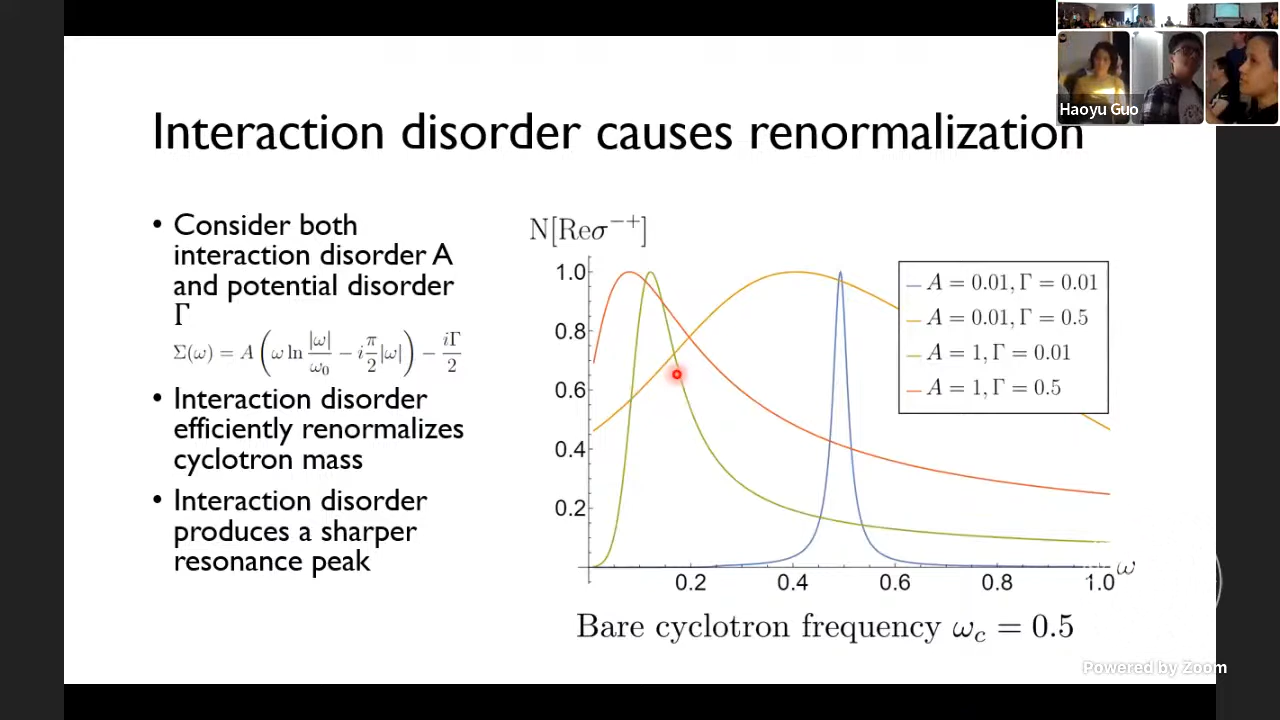 Haoyu Guo
Interaction disorder causes renormalization
• Consider both
interaction disorder A
and potential disorder
Γ
Σ(ω) = A (ω ln |ω|/ω₀ − i π/2 |ω|) − iΓ/2
• Interaction disorder
efficiently renormalizes
cyclotron mass
• Interaction disorder
produces a sharper
resonance peak
N[Reσ⁻⁺]
1.0
0.8
0.6
0.4
0.2
0.2 0.4 0.6 0.8 1.0 ω
A = 0.01, Γ = 0.01
A = 0.01, Γ = 0.5
A = 1, Γ = 0.01
A = 1, Γ = 0.5
Bare cyclotron frequency ω_c = 0.5
Powered by Zoom